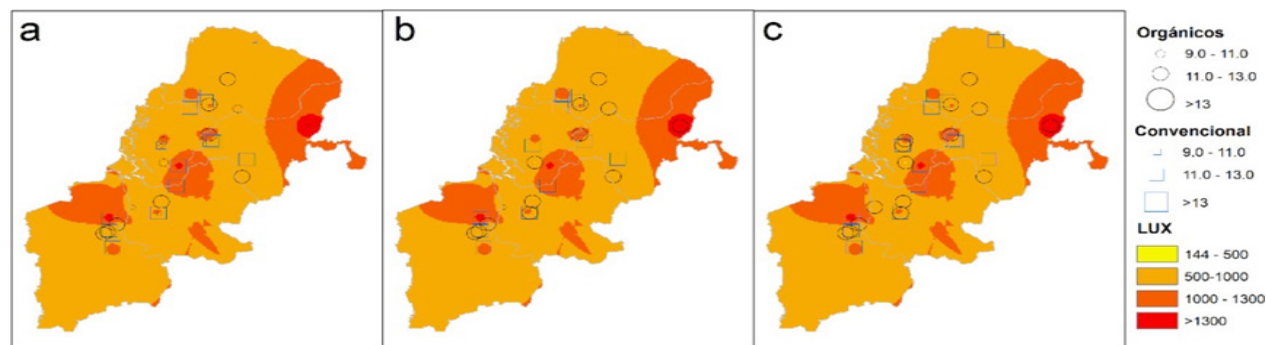 a
b
c
Orgánicos
9.0 - 11.0
11.0 - 13.0
>13
Convencional
9.0 - 11.0
11.0 - 13.0
>13
LUX
144 - 500
500-1000
1000 - 1300
>1300